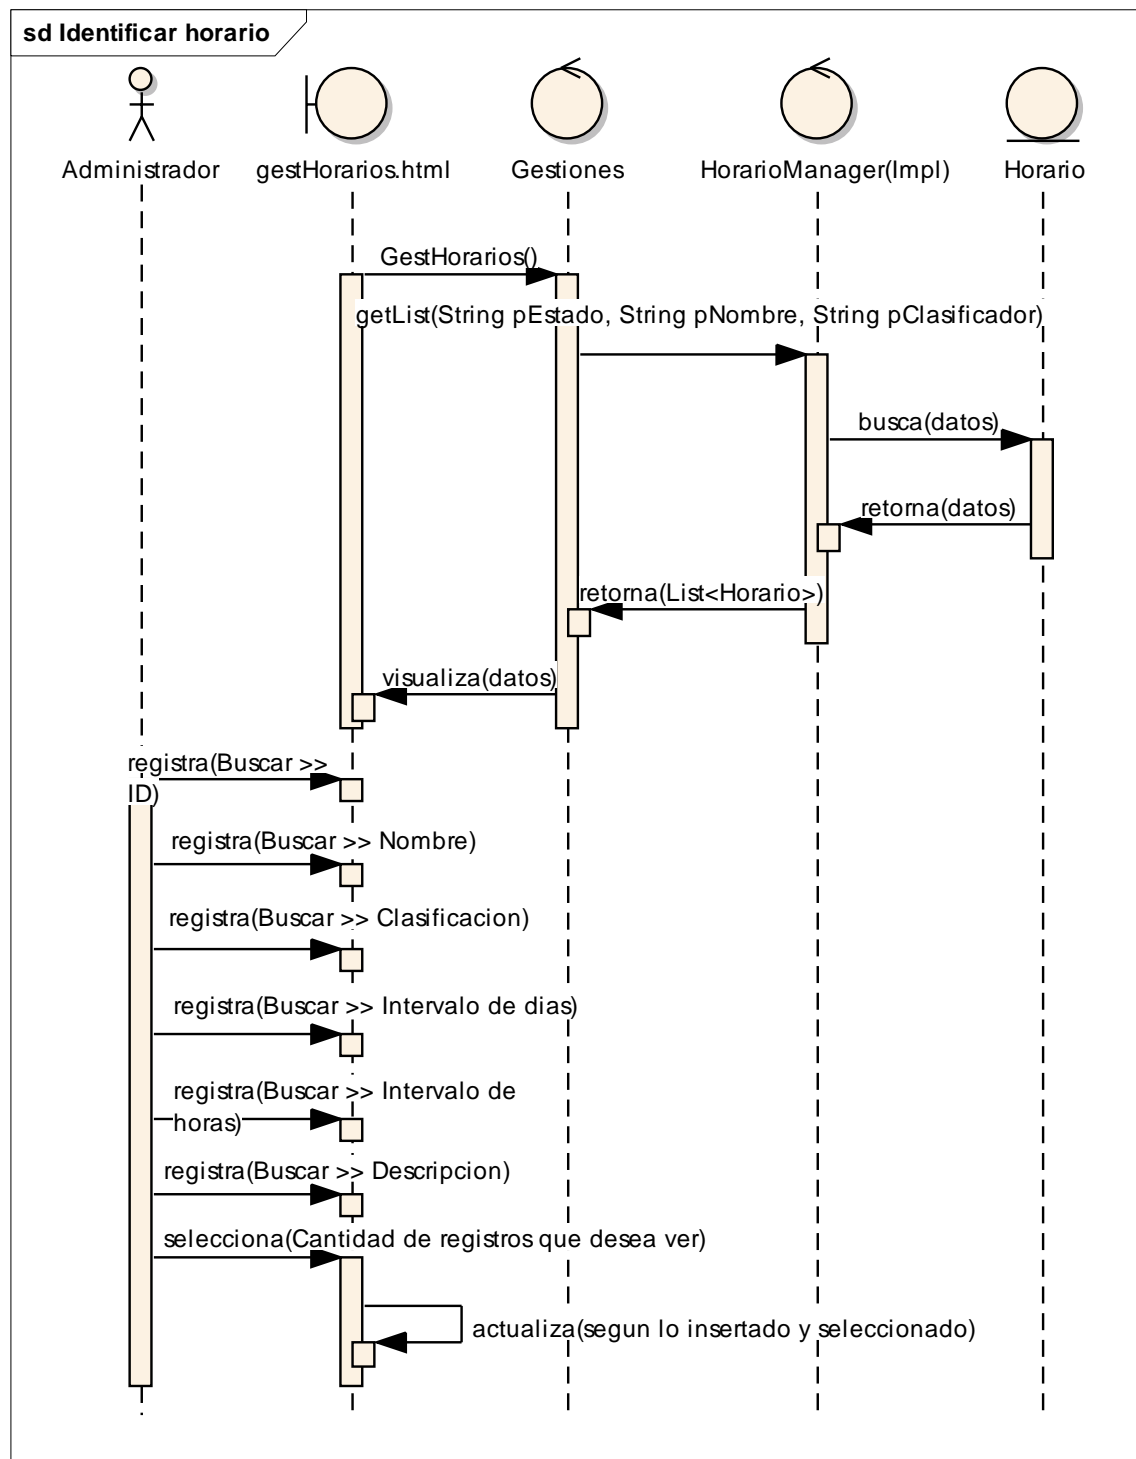 sd Identificar horario
Administrador
gestHorarios.html
Gestiones
HorarioManager(Impl)
Horario
GestHorarios()
getList(String pEstado, String pNombre, String pClasificador)
busca(datos)
retorna(datos)
retorna(List<Horario>)
visualiza(datos)
registra(Buscar >>
ID)
registra(Buscar >> Nombre)
registra(Buscar >> Clasificacion)
registra(Buscar >> Intervalo de dias)
registra(Buscar >> Intervalo de
horas)
registra(Buscar >> Descripcion)
selecciona(Cantidad de registros que desea ver)
actualiza(segun lo insertado y seleccionado)